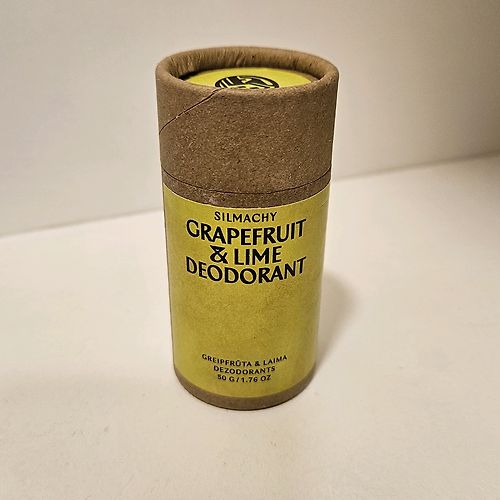 SILMACHY
GRAPEFRUIT
& LIME
DEODORANT
GREIPFRŪTA & LAIMA
DEZODORANTS
50 G / 1.76 OZ